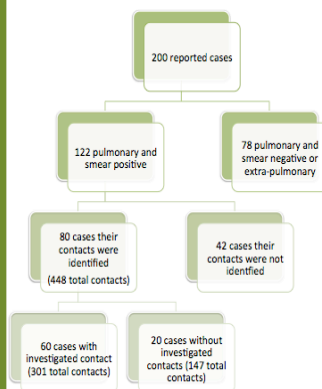 200 reported cases
122 pulmonary and
smear positive
78 pulmonary and
smear negative or
extra-pulmonary
80 cases their
contacts were
identified
(448 total contacts)
42 cases their
contacts were not
identfied
60 cases with
investigated contact
(301 total contacts)
20 cases without
investigated
contacts (147 total
contacts)